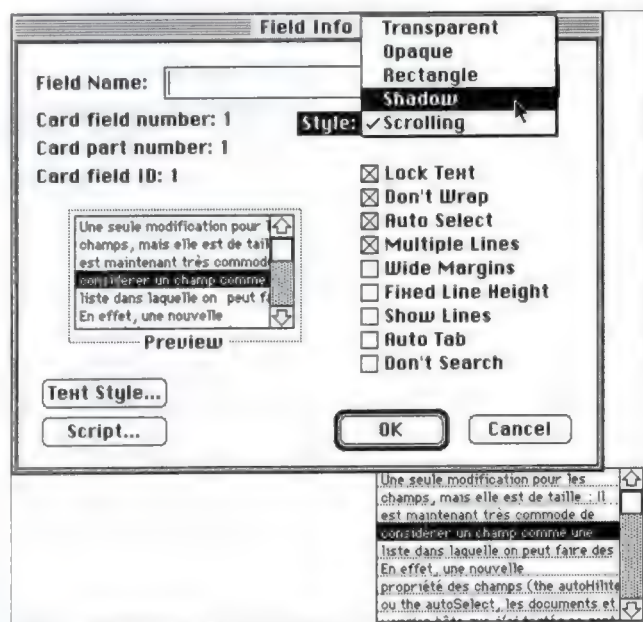 Field Info
Transparent
Opaque
Rectangle
Shadow
✓Scrolling
Field Name:
Card field number: 1
Style:
Card part number: 1
Card field ID: 1
Lock Text
Don't Wrap
Auto Select
Multiple Lines
Wide Margins
Fixed Line Height
Show Lines
Auto Tab
Don't Search
Une seule modification pour
champs, mais elle est de tail
est maintenant très commod
considérer un champ comme
liste dans laquelle on peut f
En effet, une nouvelle
Preview
Text Style...
Script...
OK
Cancel
Une seule modification pour les
champs, mais elle est de taille : Il
est maintenant très commode de
considérer un champ comme une
liste dans laquelle on peut faire des
En effet, une nouvelle
propriété des champs (the autoHilite
ou the autoSelect, les documents et